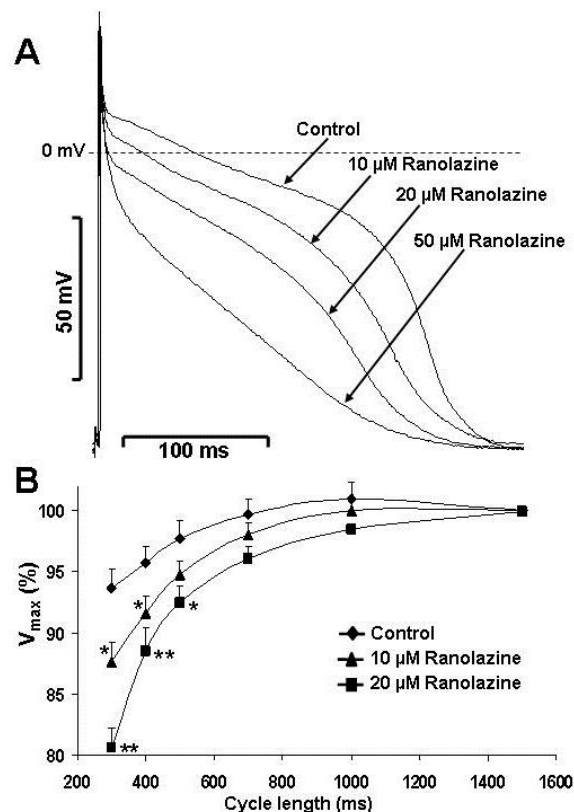 A
Control
0 mV
10 µM Ranolazine
20 µM Ranolazine
50 µM Ranolazine
50 mV
100 ms
B
Vmax (%)
100
95
90
85
80
*
*
*
**
**
Control
10 µM Ranolazine
20 µM Ranolazine
200 400 600 800 1000 1200 1400 1600
Cycle length (ms)